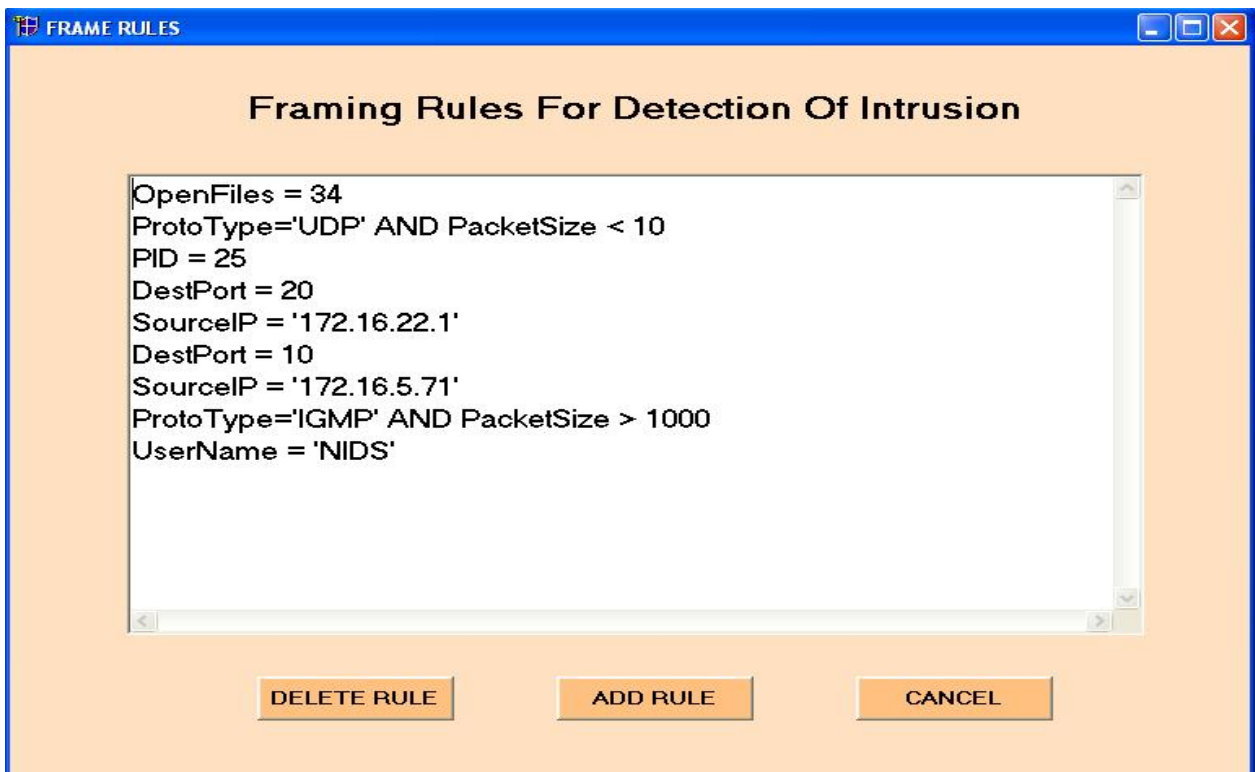 FRAME RULES
Framing Rules For Detection Of Intrusion
OpenFiles = 34
ProtoType='UDP' AND PacketSize < 10
PID = 25
DestPort = 20
SourceIP = '172.16.22.1'
DestPort = 10
SourceIP = '172.16.5.71'
ProtoType='IGMP' AND PacketSize > 1000
UserName = 'NIDS'
DELETE RULE
ADD RULE
CANCEL